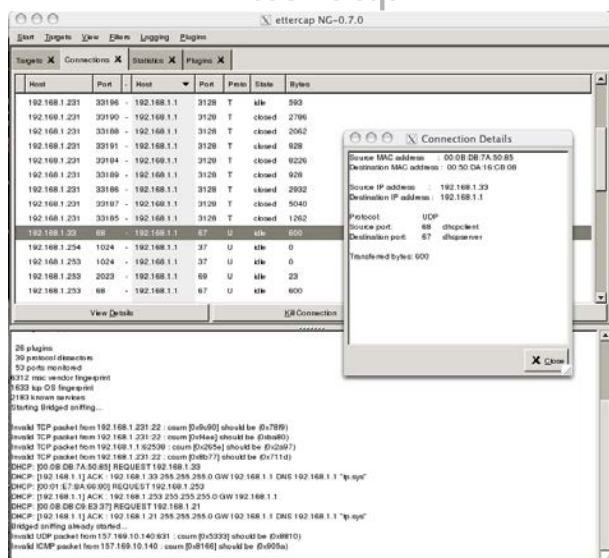 ettercap NG-0.7.0
Start Targets View Filters Logging Plugins
Targets X Connections X Statistics X Plugins X
Host Port - Host Port Proto State Bytes
192.168.1.231 33196 - 192.168.1.1 3128 T idle 593
192.168.1.231 33190 - 192.168.1.1 3128 T closed 2786
192.168.1.231 33188 - 192.168.1.1 3128 T closed 2062
192.168.1.231 33191 - 192.168.1.1 3128 T closed 928
192.168.1.231 33184 - 192.168.1.1 3128 T closed 8226
192.168.1.231 33189 - 192.168.1.1 3128 T closed 928
192.168.1.231 33186 - 192.168.1.1 3128 T closed 2932
192.168.1.231 33187 - 192.168.1.1 3128 T closed 5040
192.168.1.231 33185 - 192.168.1.1 3128 T closed 1262
192.168.1.33 68 - 192.168.1.1 67 U idle 600
192.168.1.254 1024 - 192.168.1.1 37 U idle 0
192.168.1.253 1024 - 192.168.1.1 37 U idle 0
192.168.1.253 2023 - 192.168.1.1 69 U idle 23
192.168.1.253 68 - 192.168.1.1 67 U idle 600
View Details Kill Connection
Connection Details
Source MAC address : 00:0B:DB:7A:50:85
Destination MAC address : 00:50:DA:16:CB:08
Source IP address : 192.168.1.33
Destination IP address : 192.168.1.1
Protocol: UDP
Source port: 68 dhcpclient
Destination port: 67 dhcpserver
Transferred bytes: 600
X Close
26 plugins
39 protocol dissectors
53 ports monitored
6312 mac vendor fingerprint
1633 tcp OS fingerprint
2183 known services
Starting Bridged sniffing...
Invalid TCP packet from 192.168.1.231:22 : csum [0x9c90] should be (0x78f9)
Invalid TCP packet from 192.168.1.231:22 : csum [0xf4ee] should be (0xba80)
Invalid TCP packet from 192.168.1.1:62538 : csum [0x265e] should be (0x2a97)
Invalid TCP packet from 192.168.1.231:22 : csum [0x8b77] should be (0x711d)
DHCP: [00:0B:DB:7A:50:85] REQUEST 192.168.1.33
DHCP: [192.168.1.1] ACK : 192.168.1.33 255.255.255.0 GW 192.168.1.1 DNS 192.168.1.1 "tp.sys"
DHCP: [00:01:E7:8A:66:80] REQUEST 192.168.1.253
DHCP: [192.168.1.1] ACK : 192.168.1.253 255.255.255.0 GW 192.168.1.1
DHCP: [00:0B:DB:C9:E3:37] REQUEST 192.168.1.21
DHCP: [192.168.1.1] ACK : 192.168.1.21 255.255.255.0 GW 192.168.1.1 DNS 192.168.1.1 "tp.sys"
Bridged sniffing already started...
Invalid UDP packet from 157.169.10.140:631 : csum [0x5333] should be (0x8810)
Invalid ICMP packet from 157.169.10.140 : csum [0x8166] should be (0x909a)